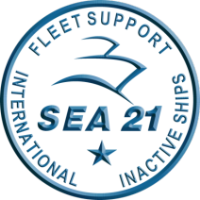 FLEET SUPPORT
SEA 21
INTERNATIONAL
INACTIVE SHIPS